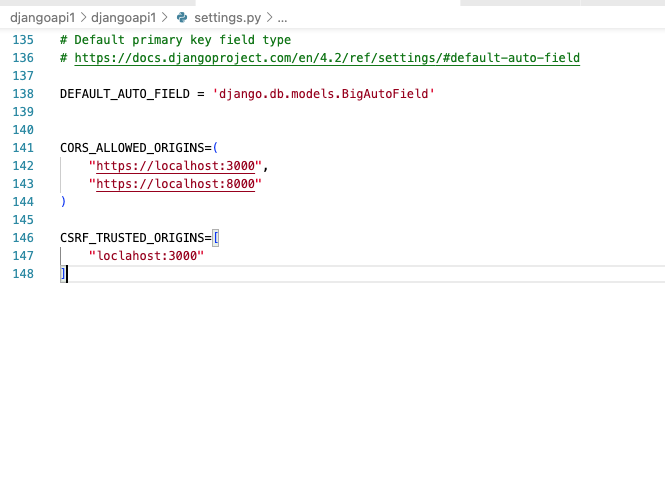 djangoapi1 > djangoapi1 > settings.py > ...
135 # Default primary key field type
136 # https://docs.djangoproject.com/en/4.2/ref/settings/#default-auto-field
137
138 DEFAULT_AUTO_FIELD = 'django.db.models.BigAutoField'
139
140
141 CORS_ALLOWED_ORIGINS=(
142     "https://localhost:3000",
143     "https://localhost:8000"
144 )
145
146 CSRF_TRUSTED_ORIGINS=[
147     "loclahost:3000"
148 ]